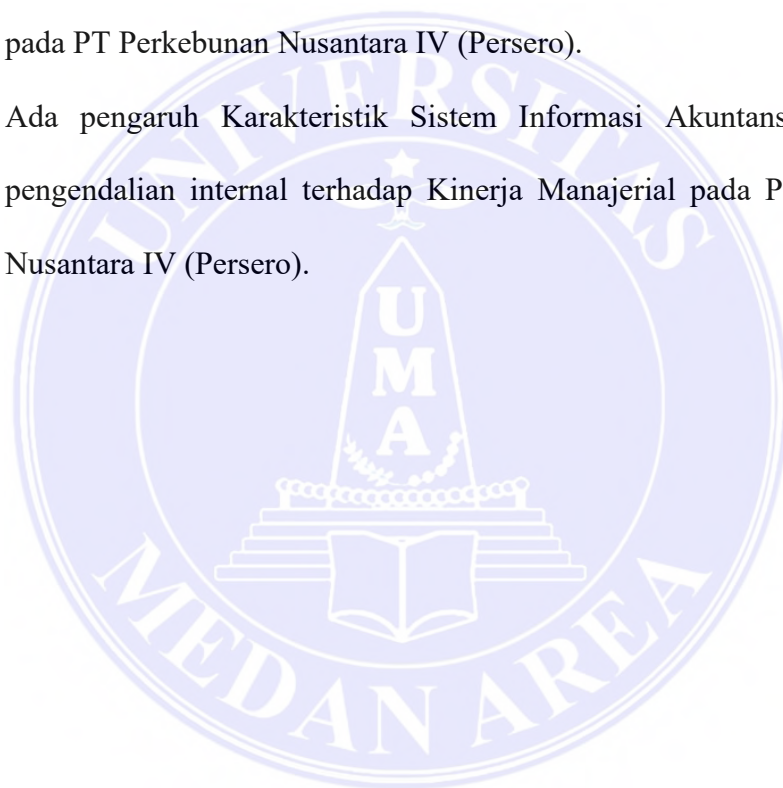 pada PT Perkebunan Nusantara IV (Persero).
Ada pengaruh Karakteristik Sistem Informasi Akuntans
pengendalian internal terhadap Kinerja Manajerial pada P
Nusantara IV (Persero).
UNIVERSITAS
UMA
MEDAN AREA